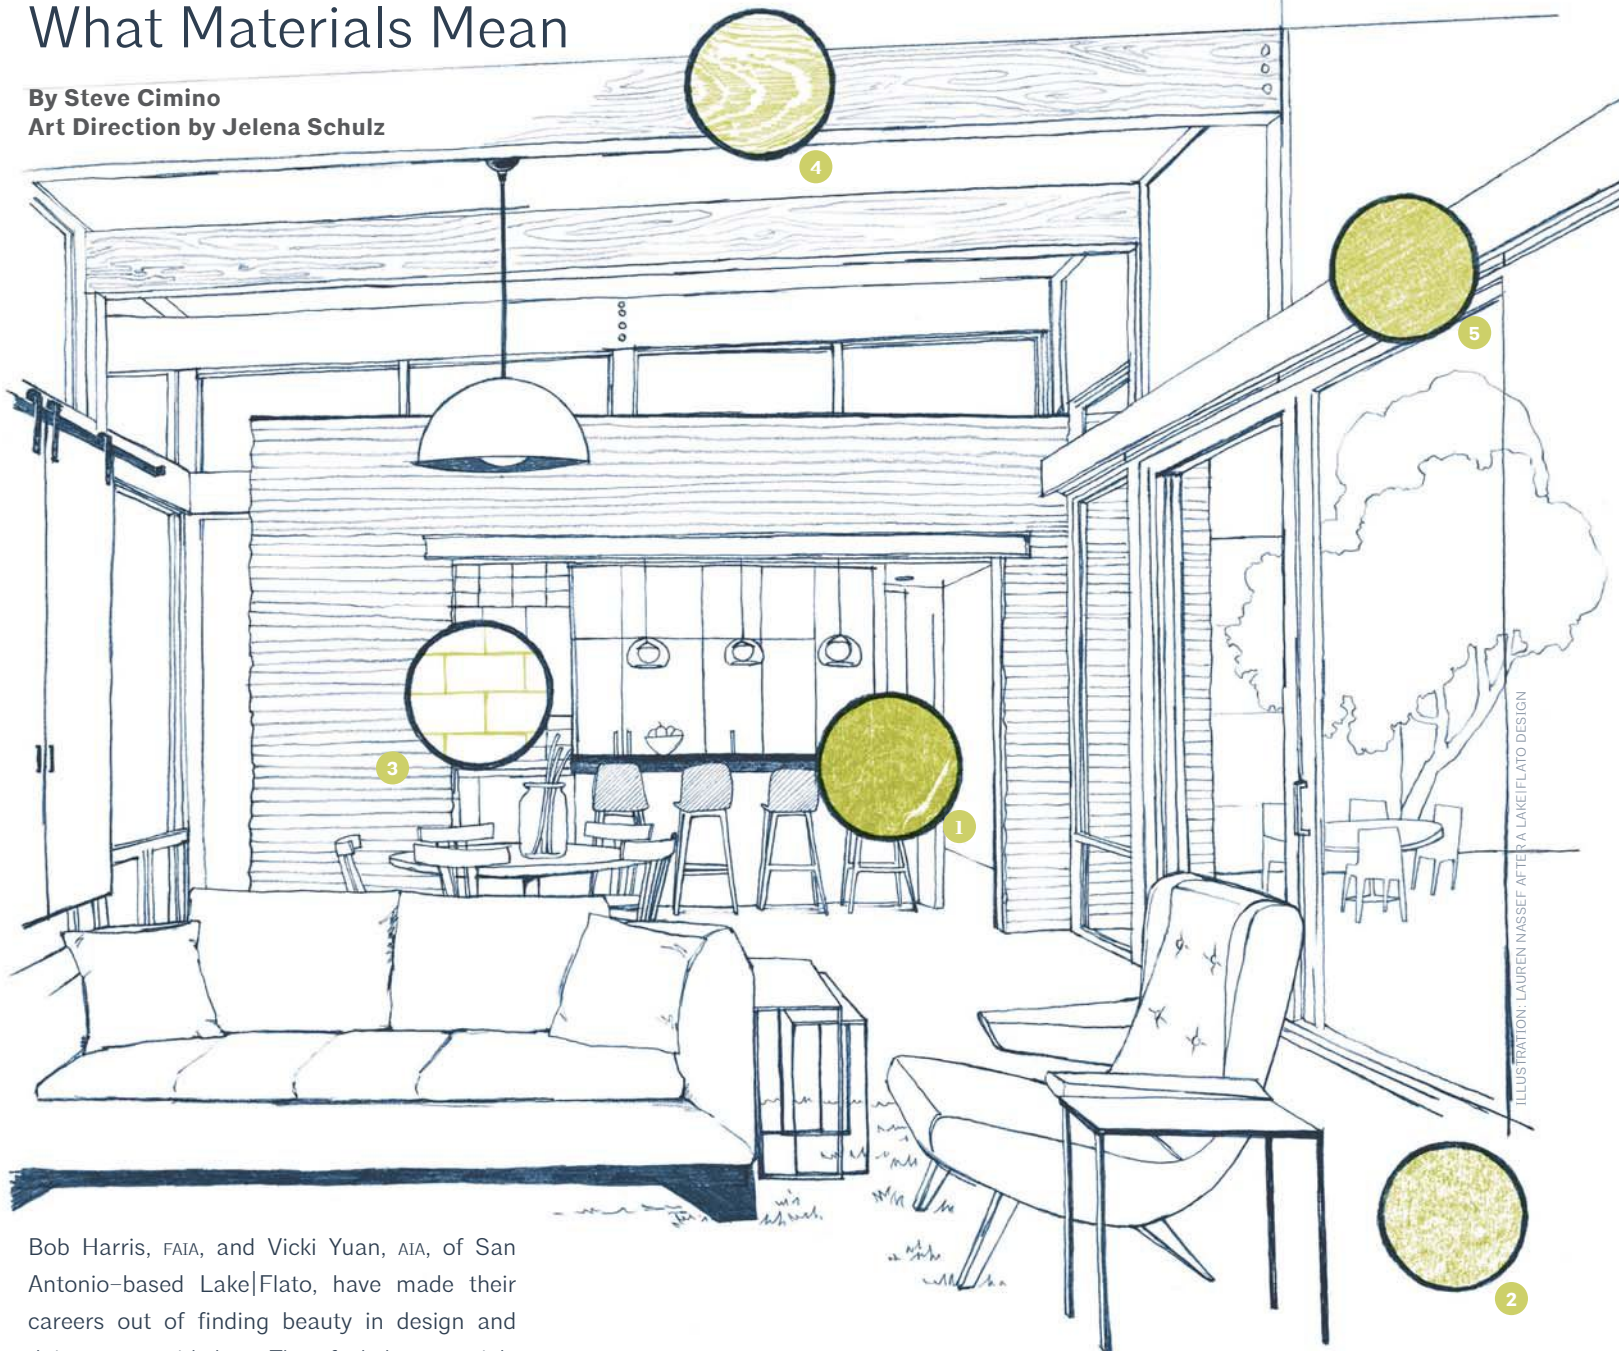 What Materials Mean
By Steve Cimino
Art Direction by Jelena Schulz
4
5
3
1
2
ILLUSTRATION: LAUREN NASSEF AFTER A LAKE|FLATO DESIGN
Bob Harris, FAIA, and Vicki Yuan, AIA, of San
Antonio–based Lake|Flato, have made their
careers out of finding beauty in design and